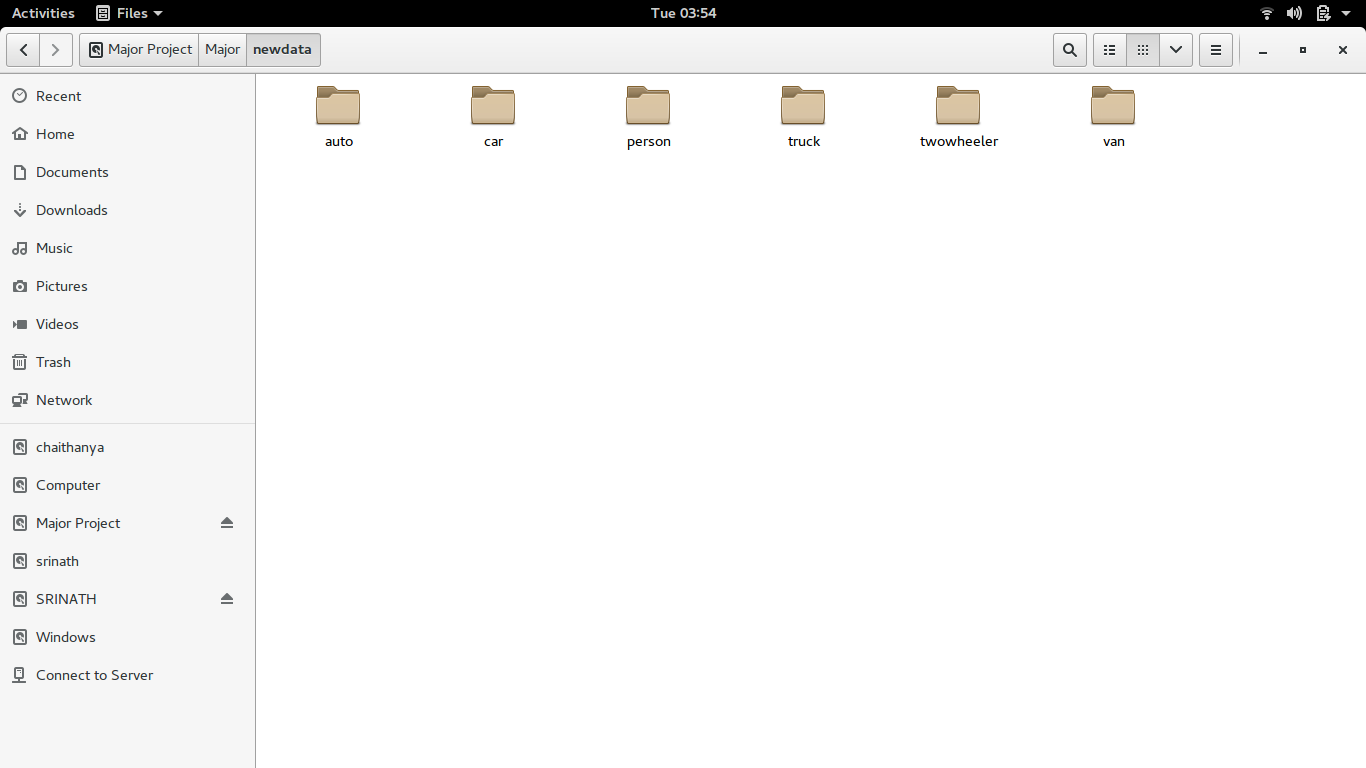 Activities Files Tue 03:54
Major Project Major newdata
Recent
Home
Documents
Downloads
Music
Pictures
Videos
Trash
Network
chaithanya
Computer
Major Project
srinath
SRINATH
Windows
Connect to Server
auto car person truck twowheeler van